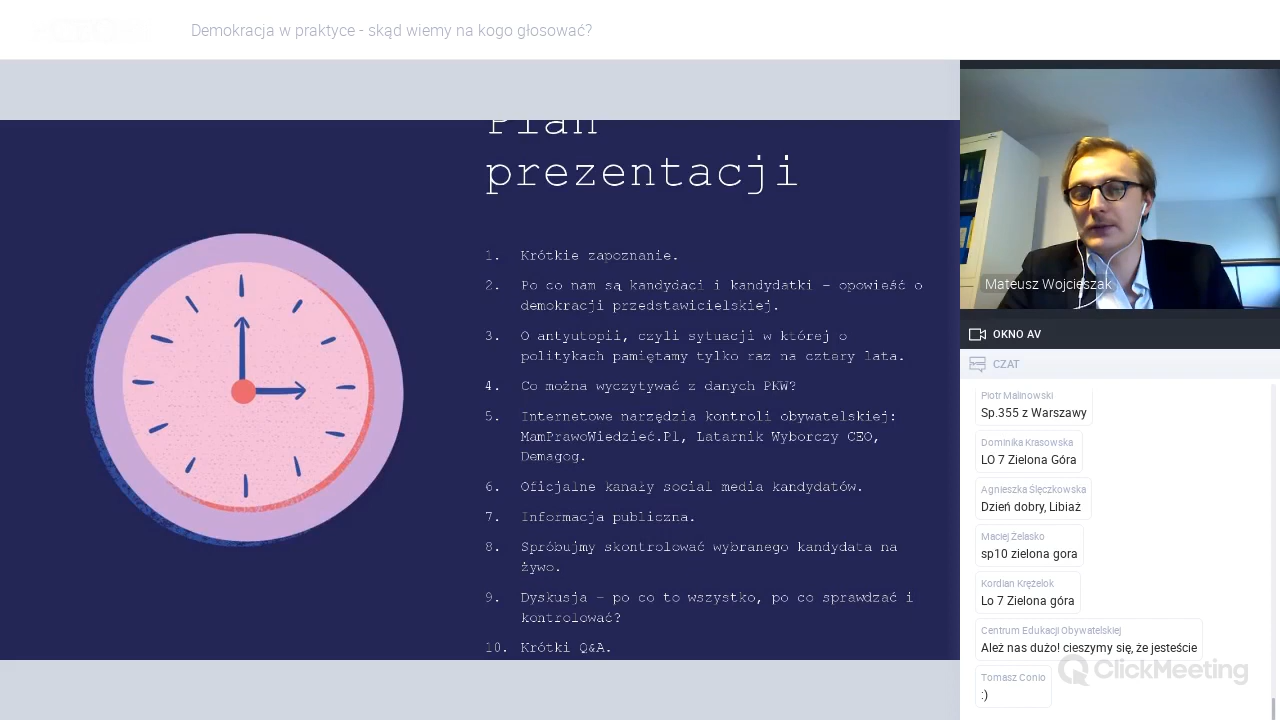 Demokracja w praktyce - skąd wiemy na kogo głosować?
Plan
prezentacji
1. Krótkie zapoznanie.
2. Po co nam są kandydaci i kandydatki – opowieść o
demokracji przedstawicielskiej.
3. O antyutopii, czyli sytuacji w której o
politykach pamiętamy tylko raz na cztery lata.
4. Co można wyczytywać z danych PKW?
5. Internetowe narzędzia kontroli obywatelskiej:
MamPrawoWiedzieć.Pl, Latarnik Wyborczy CEO,
Demagog.
6. Oficjalne kanały social media kandydatów.
7. Informacja publiczna.
8. Spróbujmy skontrolować wybranego kandydata na
żywo.
9. Dyskusja – po co to wszystko, po co sprawdzać i
kontrolować?
10. Krótki Q&A.
Mateusz Wojcieszak
OKNO AV
CZAT
Piotr Malinowski
Sp.355 z Warszawy
Dominika Krasowska
LO 7 Zielona Góra
Agnieszka Ślęczkowska
Dzień dobry, Libiaż
Maciej Żelasko
sp10 zielona gora
Kordian Krężelok
Lo 7 Zielona góra
Centrum Edukacji Obywatelskiej
Ależ nas dużo! cieszymy się, że jesteście
Tomasz Conio
:)
ClickMeeting